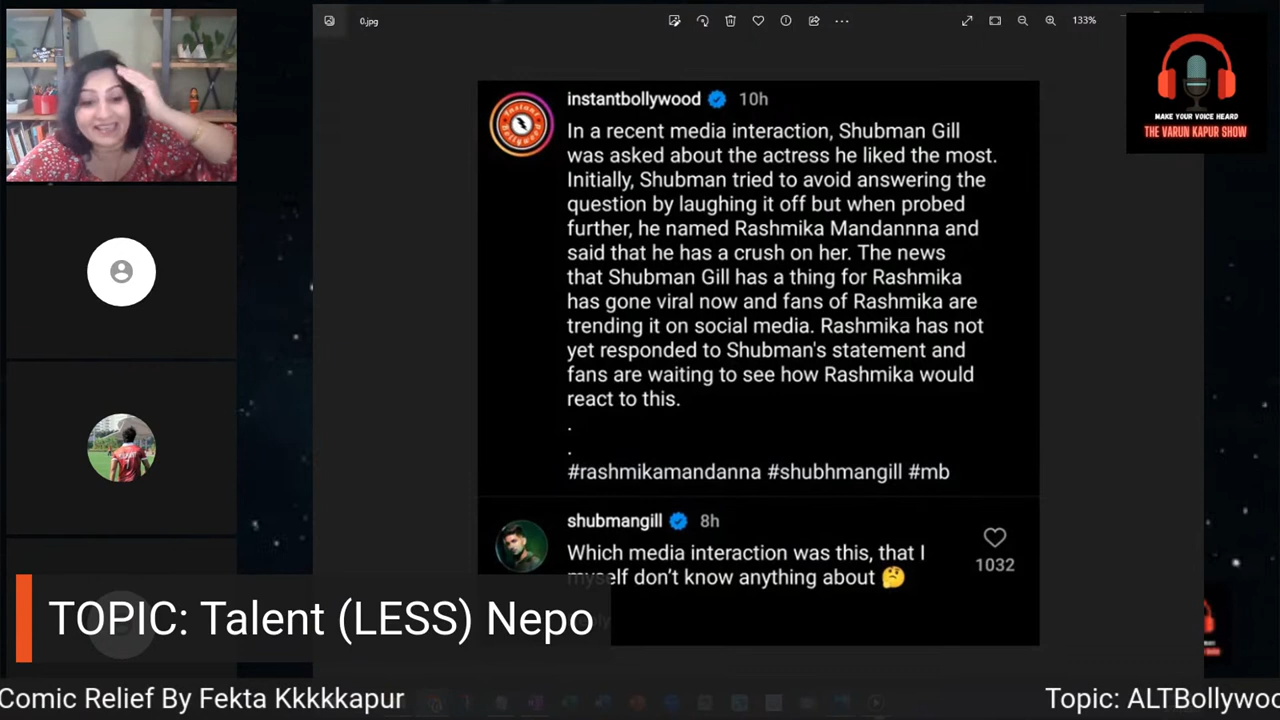 0.jpg
133%
MAKE YOUR VOICE HEARD
THE VARUN KAPUR SHOW
instantbollywood 10h
In a recent media interaction, Shubman Gill
was asked about the actress he liked the most.
Initially, Shubman tried to avoid answering the
question by laughing it off but when probed
further, he named Rashmika Mandannna and
said that he has a crush on her. The news
that Shubman Gill has a thing for Rashmika
has gone viral now and fans of Rashmika are
trending it on social media. Rashmika has not
yet responded to Shubman's statement and
fans are waiting to see how Rashmika would
react to this.
.
.
#rashmikamandanna #shubhmangill #mb
shubmangill 8h
Which media interaction was this, that I
myself don't know anything about 🤔
1032
TOPIC: Talent (LESS) Nepo
Comic Relief By Fekta Kkkkkapur
Topic: ALTBollywoo